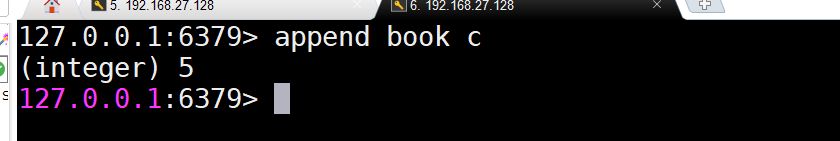 5. 192.168.27.128
6. 192.168.27.128
127.0.0.1:6379> append book c
(integer) 5
127.0.0.1:6379>